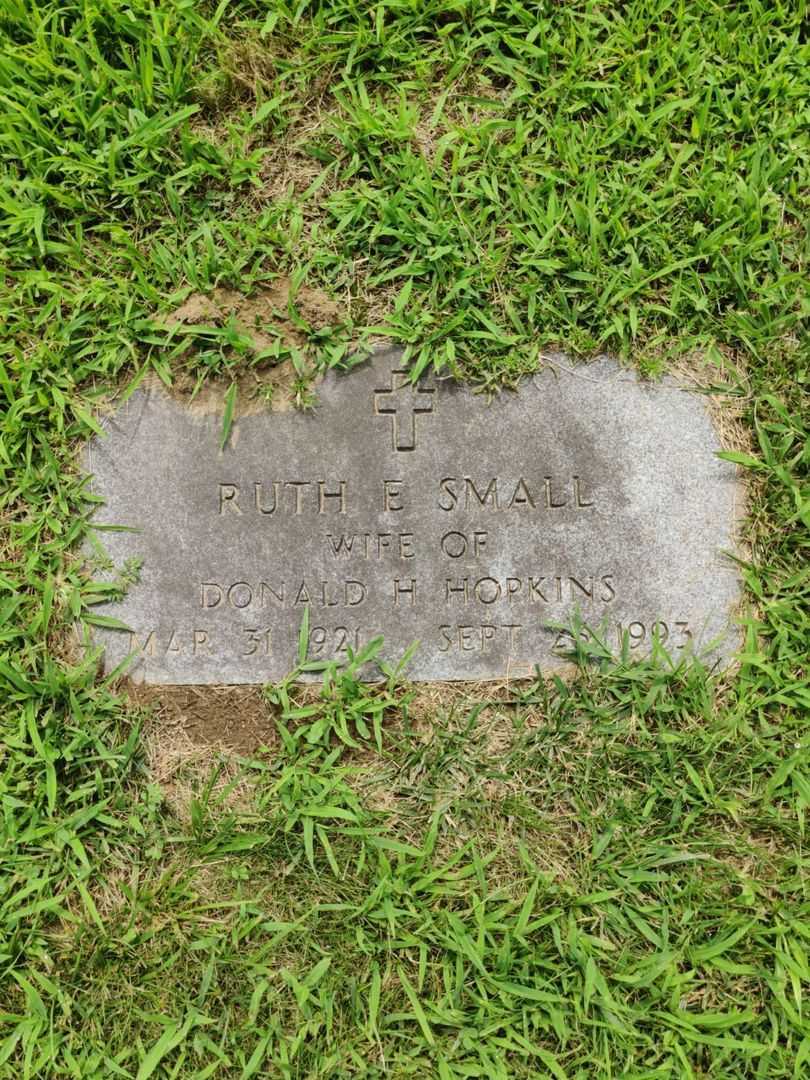 RUTH E SMALL
WIFE OF
DONALD H HOPKINS
MAR 31 1921 SEPT 1993